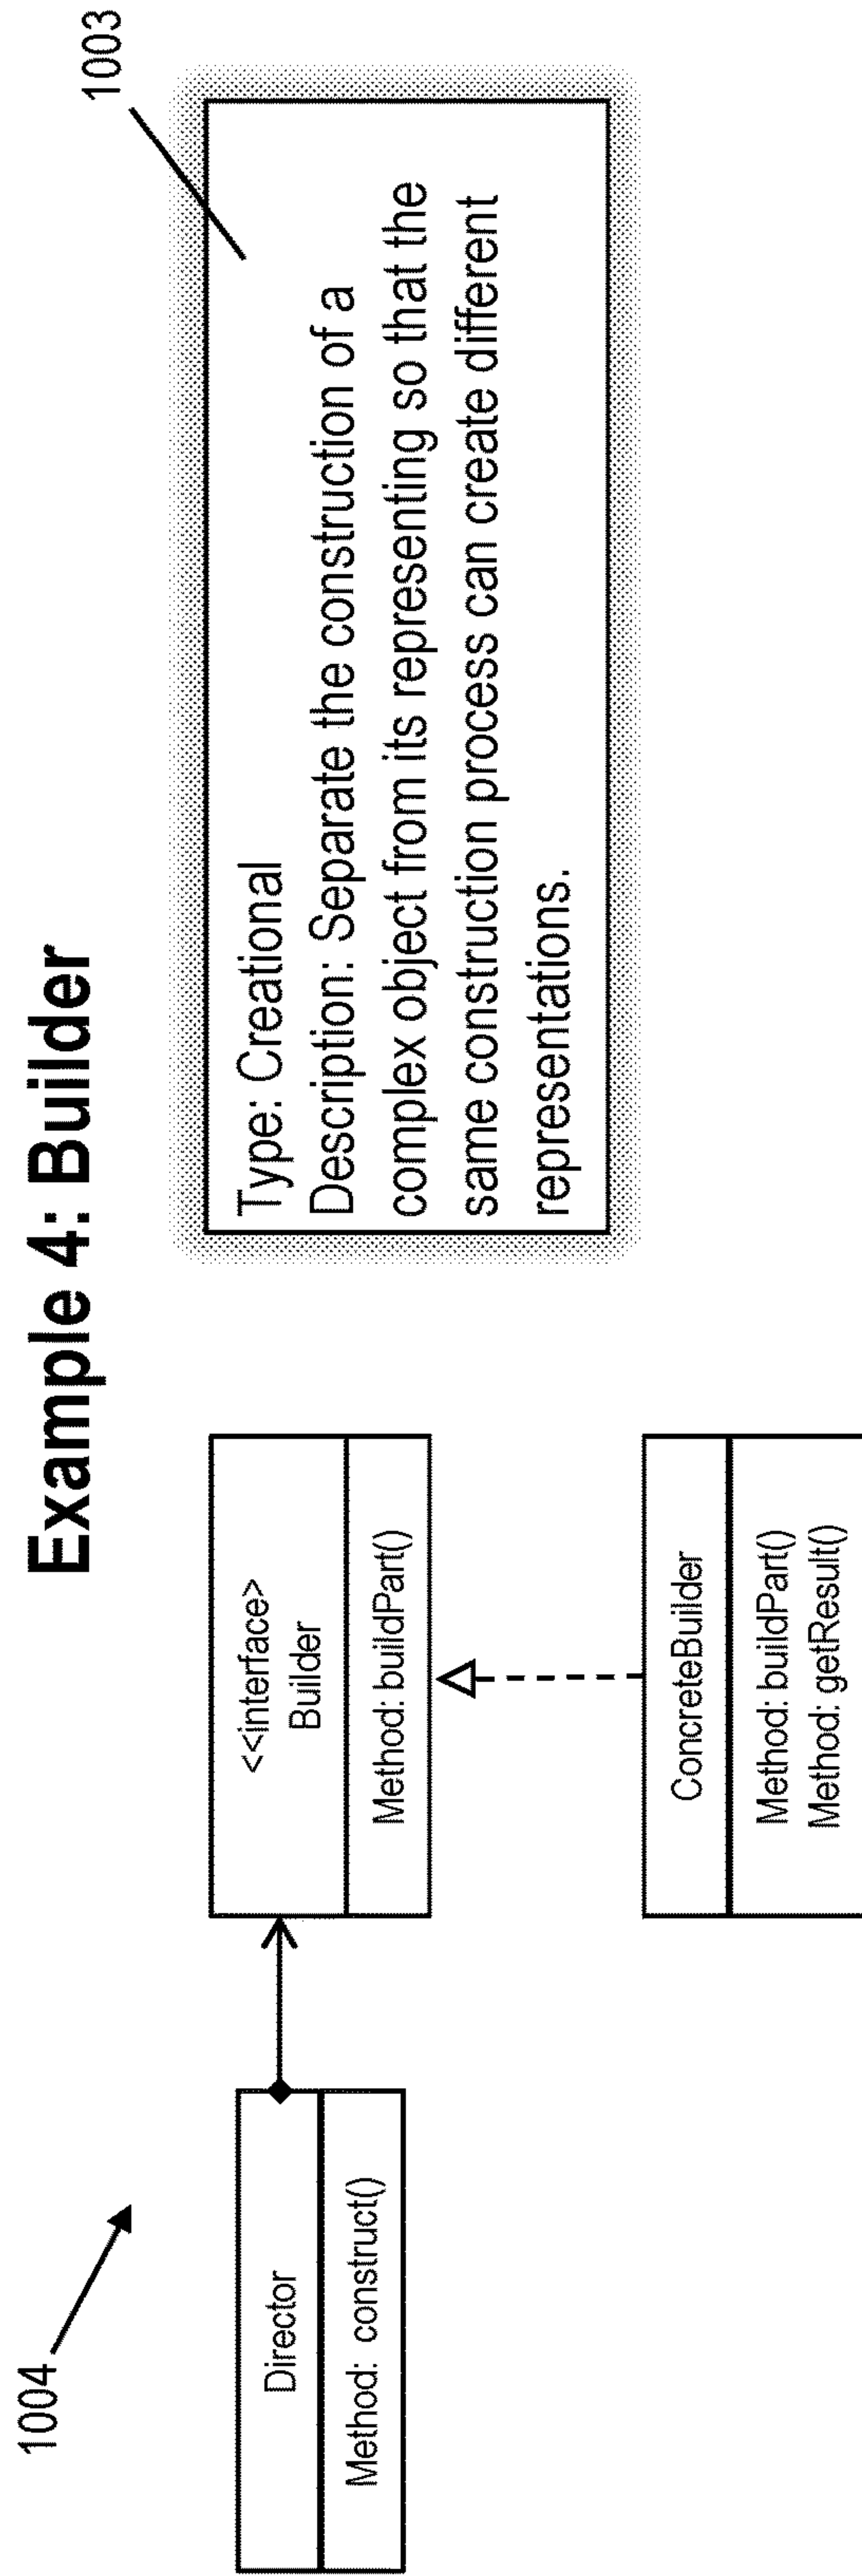 Example 4: Builder
1004
Director
Method: construct()
<<interface>
Builder
Method: buildPart()
ConcreteBuilder
Method: buildPart()
Method: getResult()
1003
Type: Creational
Description: Separate the construction of a
complex object from its representing so that the
same construction process can create different
representations.